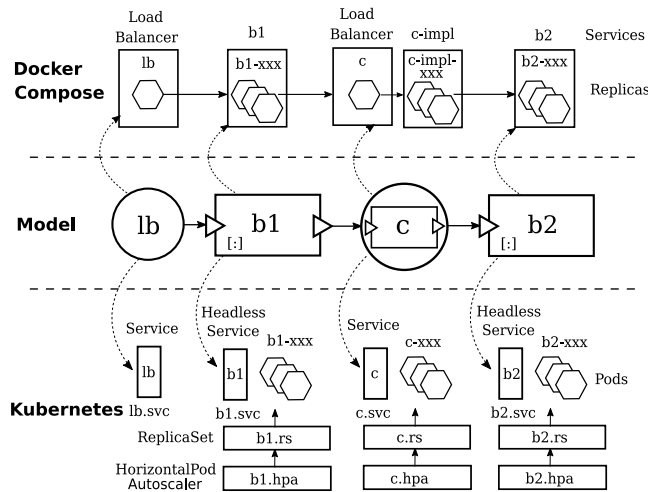 Load Balancer
b1
Load Balancer
c-impl
b2
Services
Docker Compose
lb
b1-xxx
c
c-impl-xxx
b2-xxx
Replicas
Model
lb
b1
[:]
c
b2
[:]
Service
Headless Service
b1-xxx
Service
c-xxx
Headless Service
b2-xxx
lb
b1
c
b2
Pods
Kubernetes
lb.svc
b1.svc
c.svc
b2.svc
ReplicaSet
b1.rs
c.rs
b2.rs
HorizontalPod Autoscaler
b1.hpa
c.hpa
b2.hpa